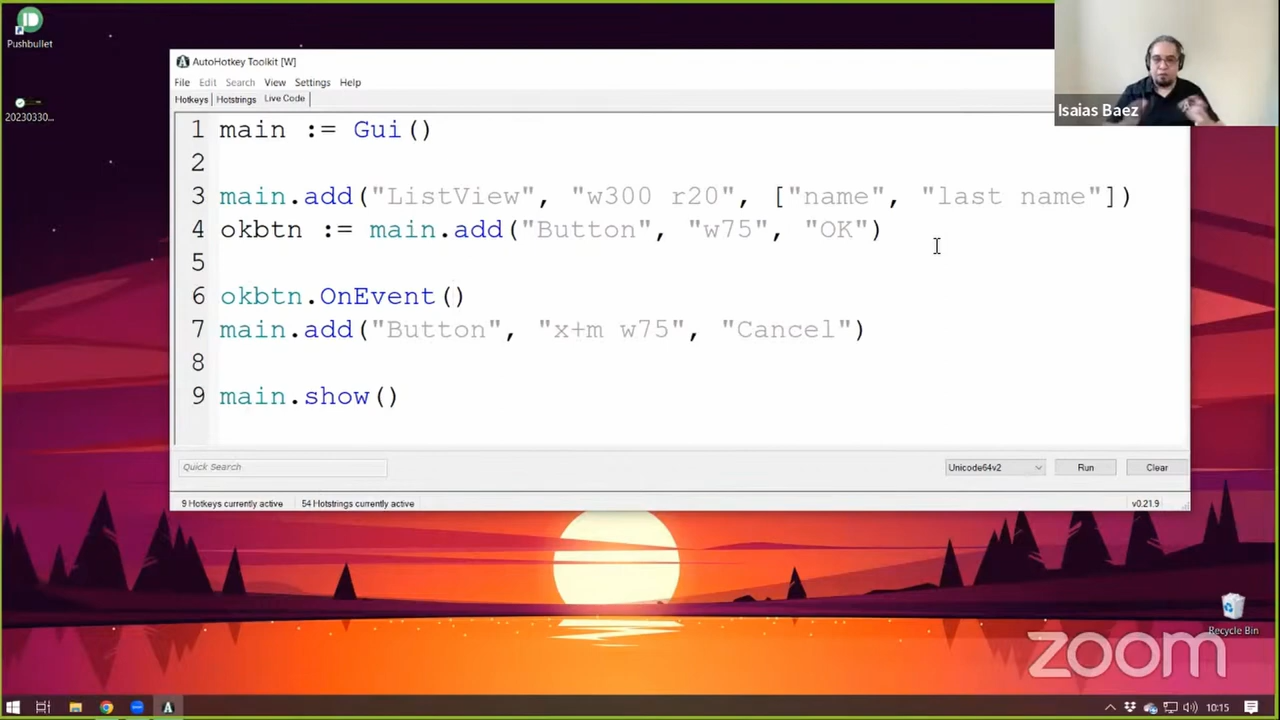 Pushbullet
20230330...
AutoHotkey Toolkit [W]
File Edit Search View Settings Help
Hotkeys Hotstrings Live Code
Isaias Baez
1 main := Gui()
2
3 main.add("ListView", "w300 r20", ["name", "last name"])
4 okbtn := main.add("Button", "w75", "OK")
5
6 okbtn.OnEvent()
7 main.add("Button", "x+m w75", "Cancel")
8
9 main.show()
Quick Search
Unicode64v2 Run Clear
9 Hotkeys currently active 54 Hotstrings currently active v0.21.9
Recycle Bin
zoom
10:15